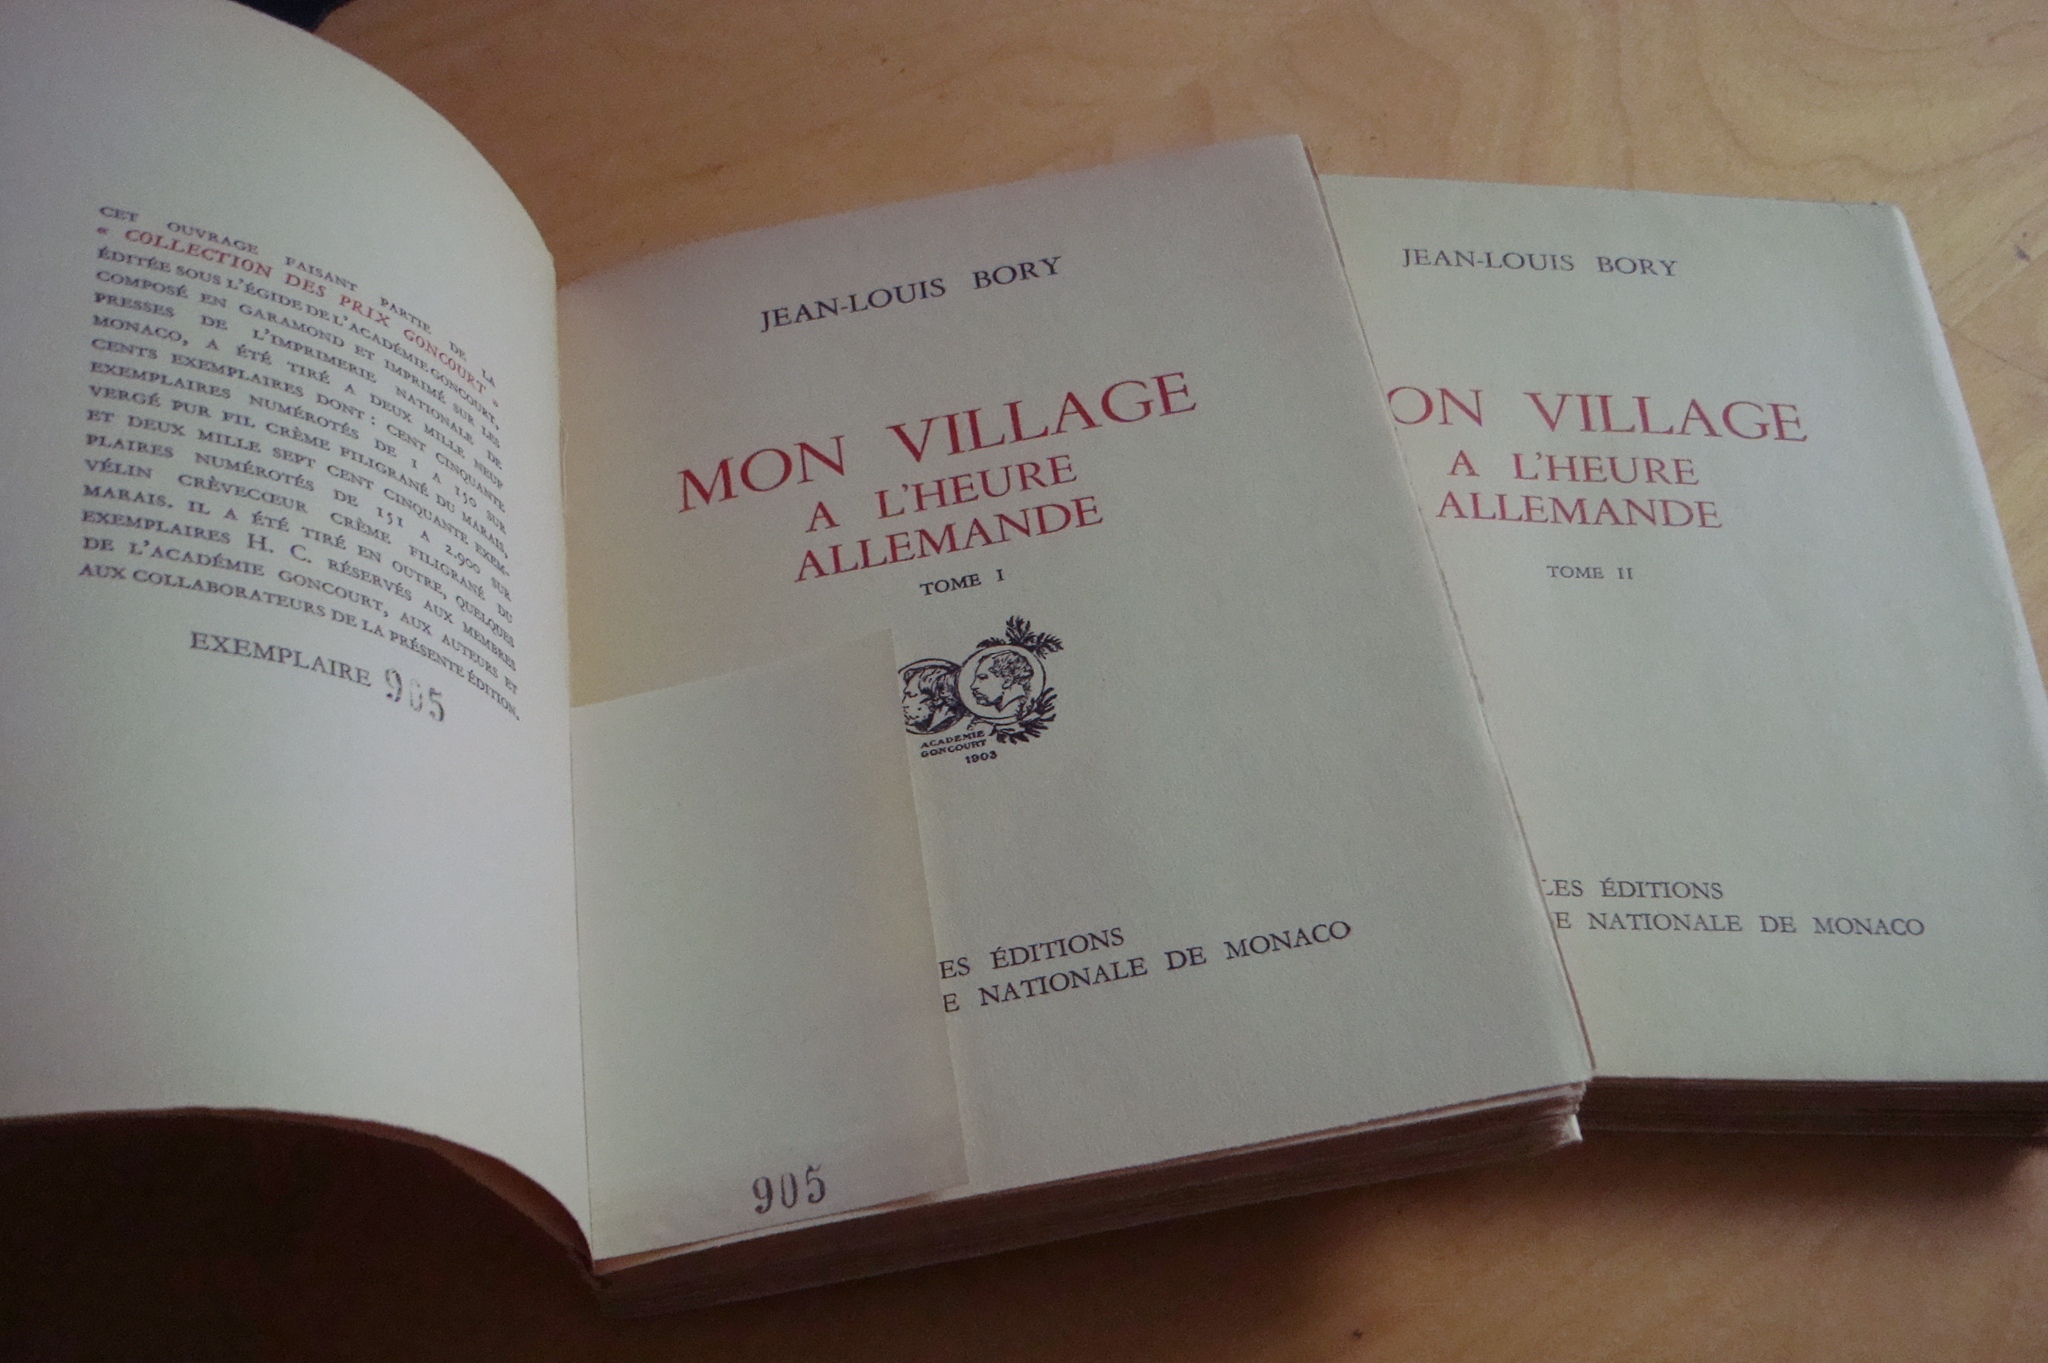 CET OUVRAGE FAISANT PARTIE DE LA
« COLLECTION DES PRIX GONCOURT »
ÉDITÉE SOUS L'ÉGIDE DE L'ACADÉMIE GONCOURT,
COMPOSÉ EN GARAMOND ET IMPRIMÉ SUR LES
PRESSES DE L'IMPRIMERIE NATIONALE DE
MONACO, A ÉTÉ TIRÉ A DEUX MILLE NEUF
CENTS EXEMPLAIRES DONT : CENT CINQUANTE
EXEMPLAIRES NUMÉROTÉS DE 1 A 150 SUR
VERGÉ PUR FIL CRÈME FILIGRANÉ DU MARAIS,
ET DEUX MILLE SEPT CENT CINQUANTE EXEM-
PLAIRES NUMÉROTÉS DE 151 A 2.900 SUR
VÉLIN CRÈVECŒUR CRÈME FILIGRANÉ DU
MARAIS. IL A ÉTÉ TIRÉ EN OUTRE, QUELQUES
EXEMPLAIRES H. C. RÉSERVÉS AUX MEMBRES
DE L'ACADÉMIE GONCOURT, AUX AUTEURS ET
AUX COLLABORATEURS DE LA PRÉSENTE ÉDITION.
EXEMPLAIRE 905
JEAN-LOUIS BORY
MON VILLAGE
A L'HEURE
ALLEMANDE
TOME I
ACADEMIE
GONCOURT
1903
ES ÉDITIONS
E NATIONALE DE MONACO
905
JEAN-LOUIS BORY
ON VILLAGE
A L'HEURE
ALLEMANDE
TOME II
LES ÉDITIONS
E NATIONALE DE MONACO